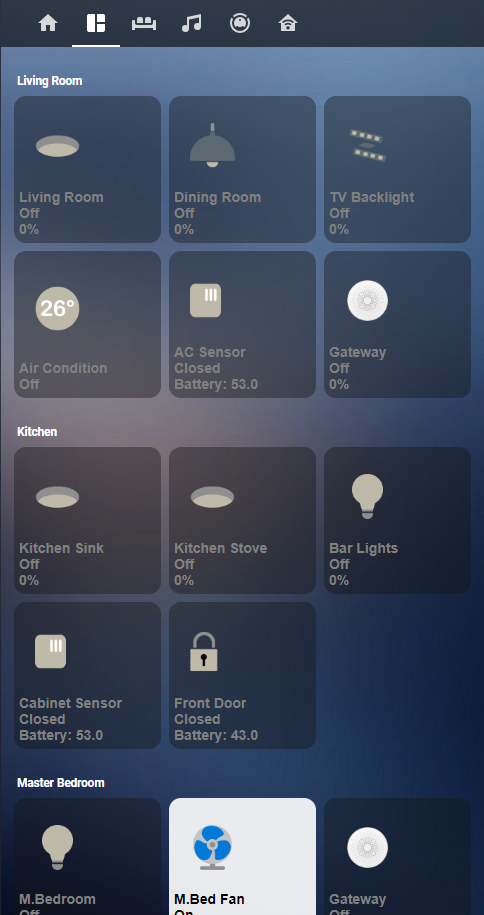 Living Room
Living Room
Off
0%
Dining Room
Off
0%
TV Backlight
Off
0%
26°
Air Condition
Off
AC Sensor
Closed
Battery: 53.0
Gateway
Off
0%
Kitchen
Kitchen Sink
Off
0%
Kitchen Stove
Off
0%
Bar Lights
Off
0%
Cabinet Sensor
Closed
Battery: 53.0
Front Door
Closed
Battery: 43.0
Master Bedroom
M.Bedroom
Off
M.Bed Fan
On
Gateway
Off